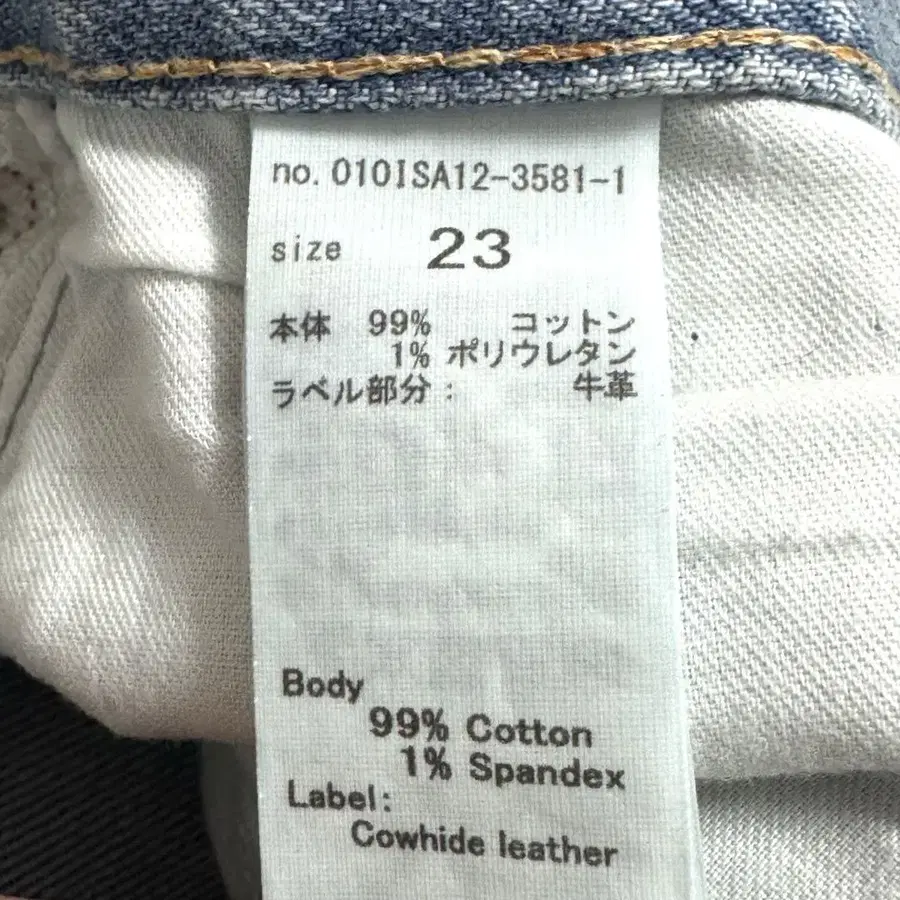 no. 010ISA12-3581-1
size 23
本体 99% コットン
1% ポリウレタン
ラベル部分: 牛革
Body
99% Cotton
1% Spandex
Label:
Cowhide leather